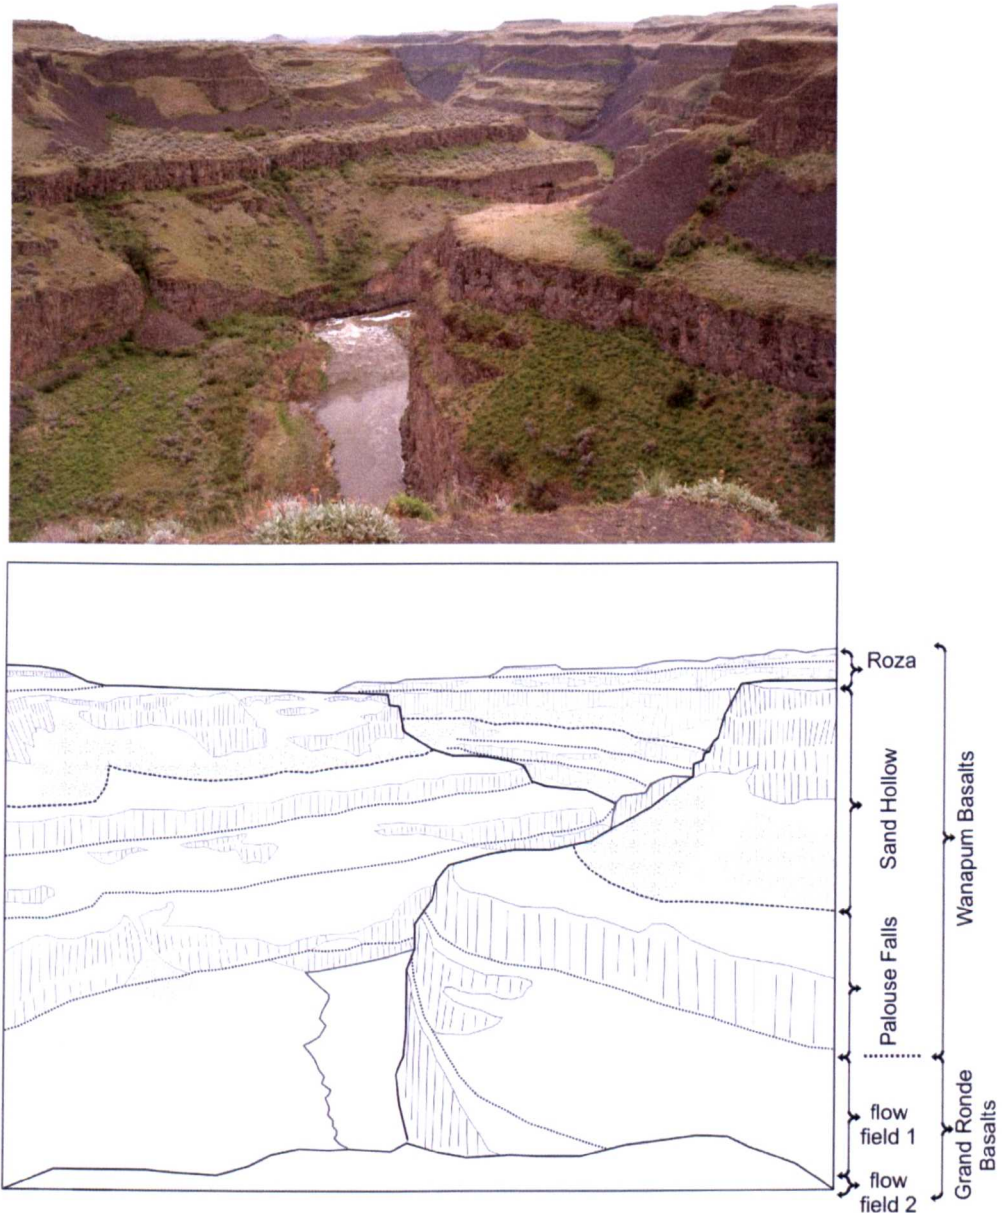 Roza
Sand Hollow
Palouse Falls
Wanapum Basalts
flow
field 1
flow
field 2
Grand Ronde
Basalts